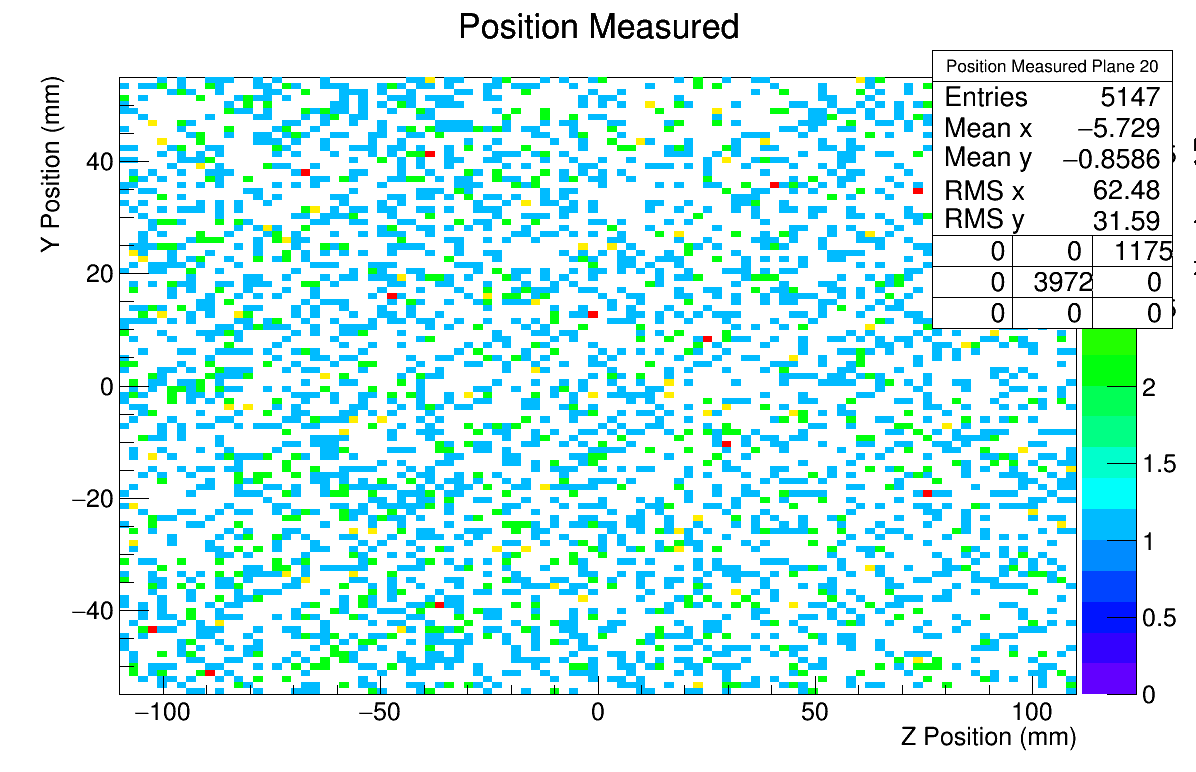 Position Measured
Position Measured Plane 20
Entries 5147
Mean x −5.729
Mean y −0.8586
RMS x 62.48
RMS y 31.59
0 0 1175
0 3972 0
0 0 0
Y Position (mm)
40
20
0
−20
−40
2
1.5
1
0.5
0
−100 −50 0 50 100
Z Position (mm)